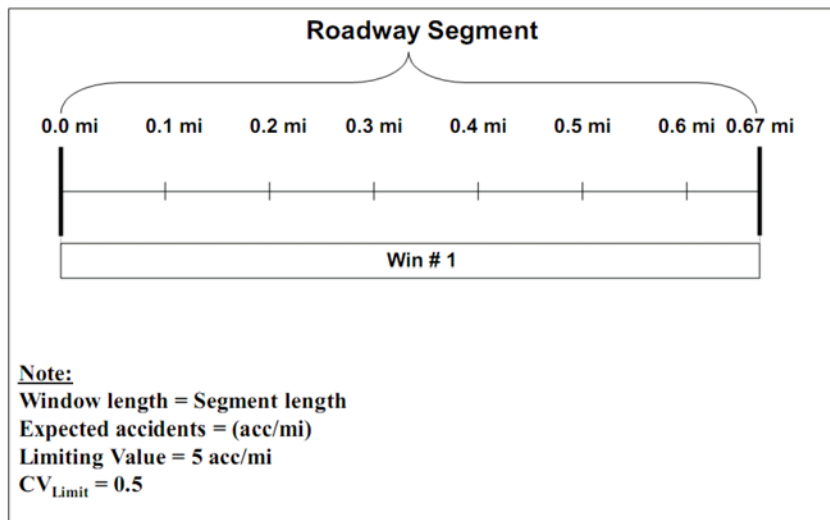 Roadway Segment
0.0 mi 0.1 mi 0.2 mi 0.3 mi 0.4 mi 0.5 mi 0.6 mi 0.67 mi
Win # 1
Note:
Window length = Segment length
Expected accidents = (acc/mi)
Limiting Value = 5 acc/mi
CVLimit = 0.5